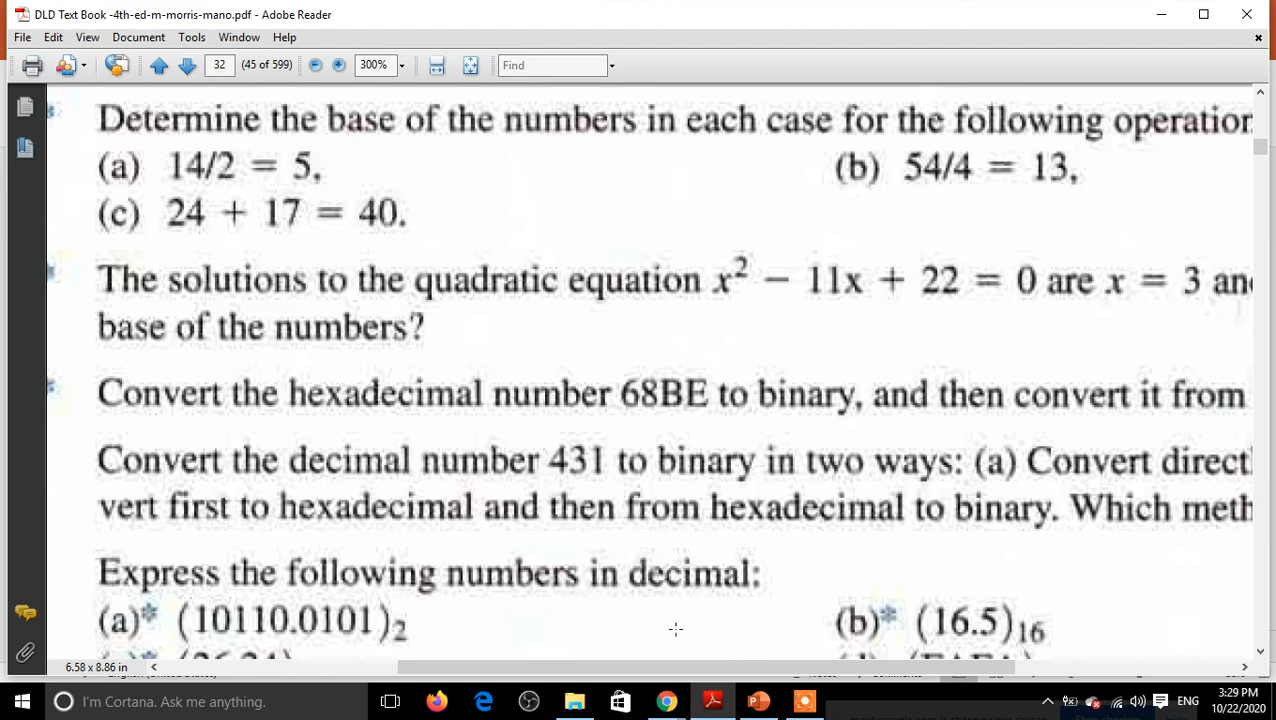 DLD Text Book -4th-ed-m-morris-mano.pdf - Adobe Reader
File Edit View Document Tools Window Help
32 (45 of 599) 300% Find
Determine the base of the numbers in each case for the following operation
(a) 14/2 = 5, (b) 54/4 = 13,
(c) 24 + 17 = 40.
The solutions to the quadratic equation x² − 11x + 22 = 0 are x = 3 an
base of the numbers?
Convert the hexadecimal number 68BE to binary, and then convert it from
Convert the decimal number 431 to binary in two ways: (a) Convert direct
vert first to hexadecimal and then from hexadecimal to binary. Which meth
Express the following numbers in decimal:
(a)* (10110.0101)₂ (b)* (16.5)₁₆
6.58 x 8.86 in
I'm Cortana. Ask me anything. ENG 3:29 PM
10/22/2020